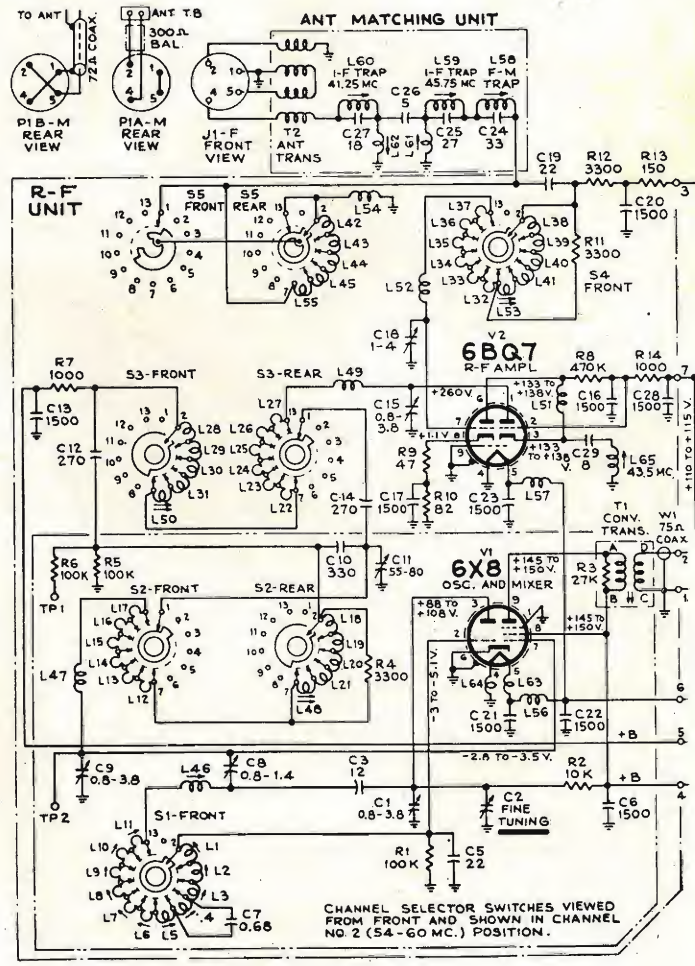 TO ANT
72Ω COAX.
ANT T.B
300Ω
BAL.
ANT MATCHING UNIT
P1B-M
REAR
VIEW
P1A-M
REAR
VIEW
J1-F
FRONT
VIEW
T2
ANT
TRANS
L60
I-F TRAP
41.25 MC
C27
18
L62
C26
5
L61
L59
I-F TRAP
45.75 MC
C25
27
L58
F-M
TRAP
C24
33
R-F
UNIT
S5
FRONT
S5
REAR
L54
L42
L43
L44
L45
L55
C19
22
R12
3300
R13
150
3
C20
1500
L37
L36
L35
L34
L33
L32
L53
L38
L39
L40
L41
R11
3300
S4
FRONT
L52
C18
1-4
V2
6BQ7
R-F AMPL
R8
470K
R14
1000
7
R7
1000
C13
1500
C12
270
S3-FRONT
L28
L29
L30
L31
L50
S3-REAR
L27
L26
L25
L24
L23
L22
L49
C15
0.8-
3.8
+260V.
+133 TO
+138V.
L51
C16
1500
C28
1500
+110 TO +115 V.
+1.1V
+133
TO
+138
V.
C29
8
L65
43.5 MC
R9
47
C17
1500
R10
82
C23
1500
L57
C14
270
T1
CONV.
TRANS.
W1
75Ω
COAX
R6
100K
R5
100K
TP1
C10
330
C11
55-80
V1
6X8
OSC. AND MIXER
+145 TO
+150V.
R3
27K
A
B
C
D
2
1
+88 TO
+108V.
+145 TO
+150V.
-3 TO -5.1V.
S2-FRONT
L17
L16
L15
L14
L13
L12
S2-REAR
L18
L19
L20
L21
L48
R4
3300
L47
L64
L63
L56
C21
1500
C22
1500
6
+B
5
-2.8 TO -3.5V.
C9
0.8-3.8
TP2
L46
C8
0.8-1.4
C3
12
C1
0.8-3.8
C2
FINE
TUNING
R2
10K
+B
4
C6
1500
S1-FRONT
L11
L10
L9
L8
L7
L6
L5
L1
L2
L3
C7
0.68
R1
100K
C5
22
CHANNEL SELECTOR SWITCHES VIEWED
FROM FRONT AND SHOWN IN CHANNEL
NO. 2 (54-60 MC.) POSITION.